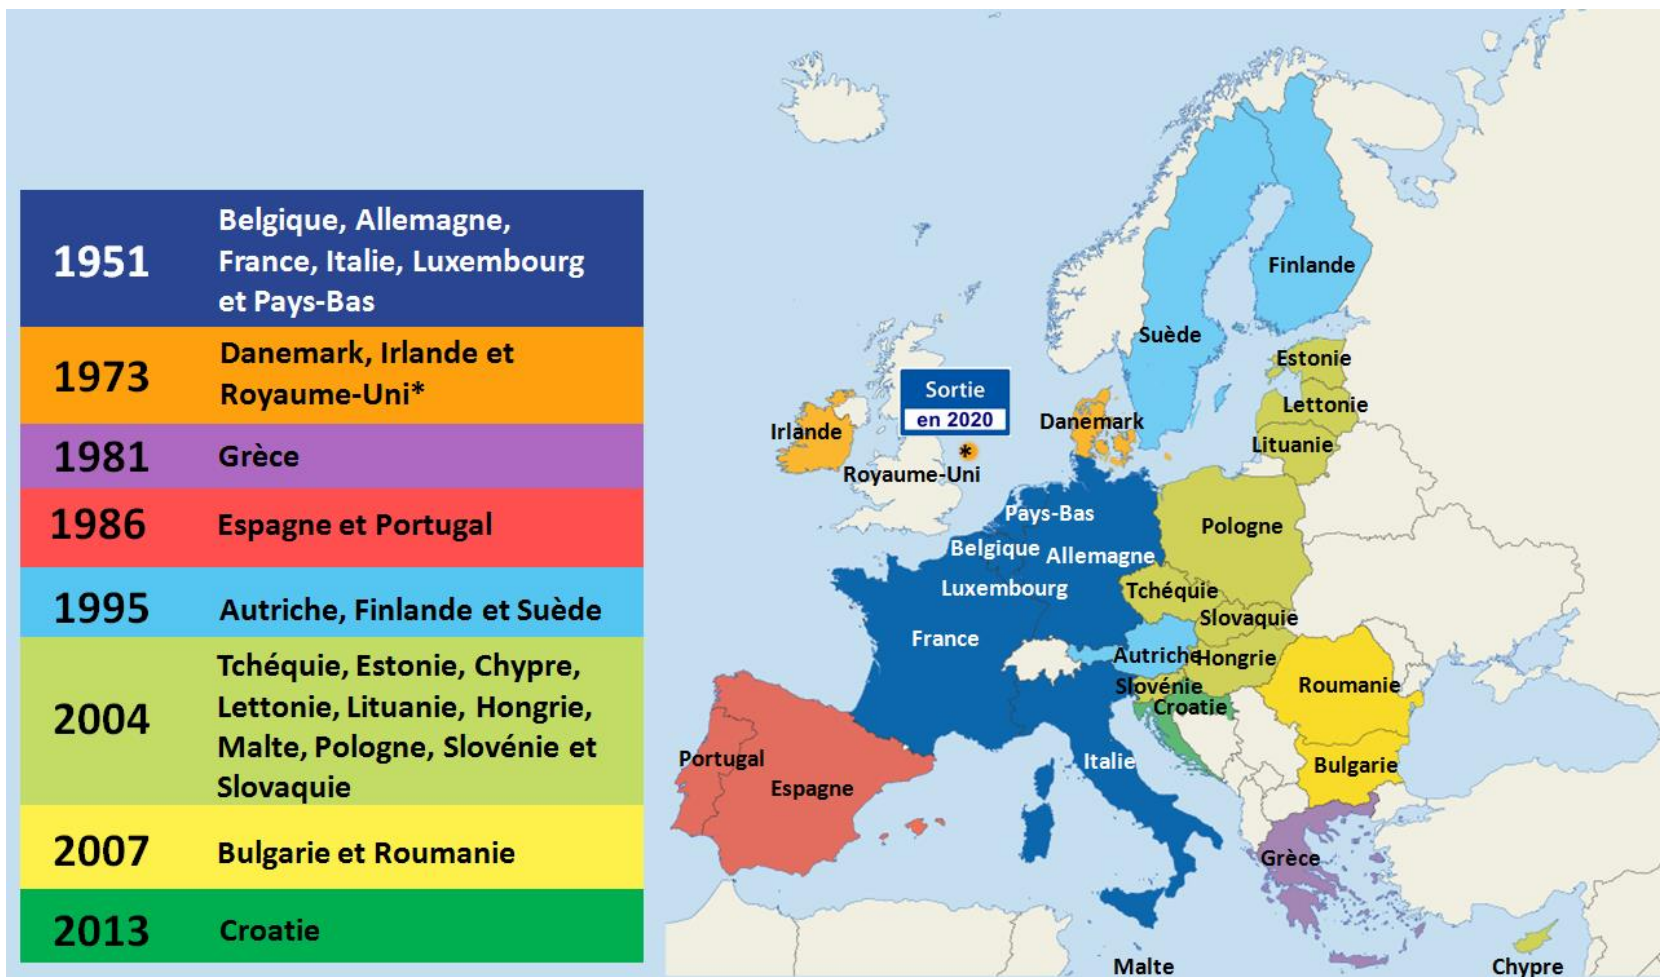 1951
Belgique, Allemagne,
France, Italie, Luxembourg
et Pays-Bas
1973
Danemark, Irlande et
Royaume-Uni*
1981
Grèce
1986
Espagne et Portugal
1995
Autriche, Finlande et Suède
2004
Tchéquie, Estonie, Chypre,
Lettonie, Lituanie, Hongrie,
Malte, Pologne, Slovénie et
Slovaquie
2007
Bulgarie et Roumanie
2013
Croatie
Finlande
Suède
Estonie
Sortie
en 2020
Lettonie
Danemark
Irlande
Lituanie
*
Royaume-Uni
Pays-Bas
Pologne
Belgique
Allemagne
Luxembourg
Tchéquie
Slovaquie
France
Autriche
Hongrie
Slovénie
Roumanie
Croatie
Portugal
Italie
Bulgarie
Espagne
Grèce
Malte
Chypre